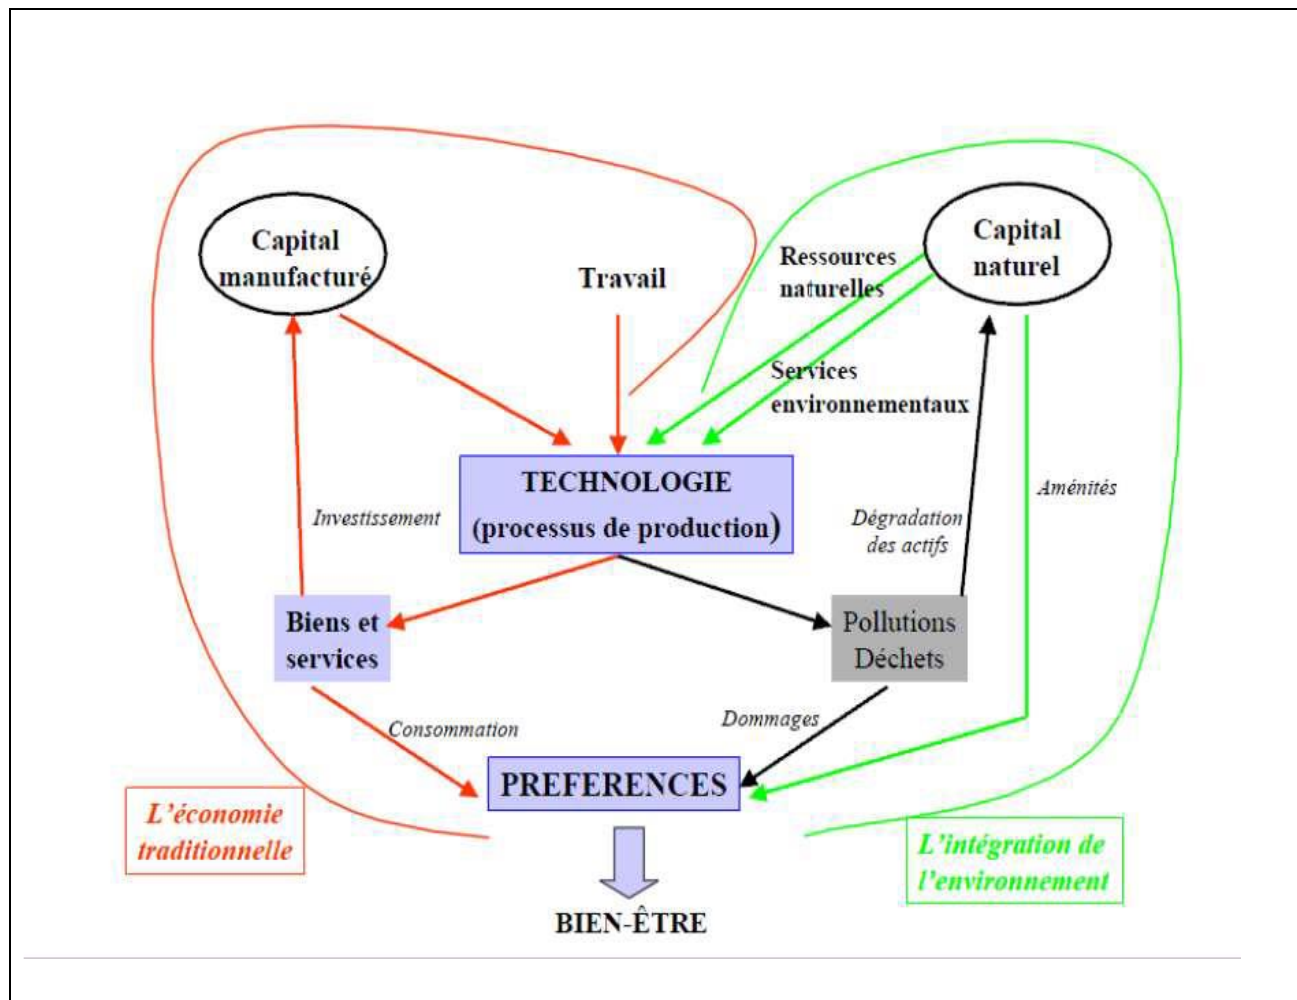 Capital
manufacturé
Travail
Ressources
naturelles
Capital
naturel
Services
environnementaux
TECHNOLOGIE
(processus de production)
Investissement
Dégradation
des actifs
Aménités
Biens et
services
Pollutions
Déchets
Consommation
Dommages
PREFERENCES
L'économie
traditionnelle
L'intégration de
l'environnement
BIEN-ÊTRE